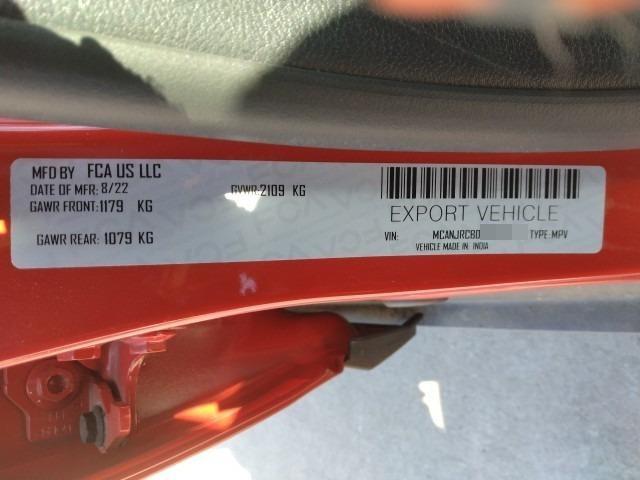 MFD BY FCA US LLC
DATE OF MFR: 8/22 GVWR:2109 KG
GAWR FRONT:1179 KG
GAWR REAR: 1079 KG
EXPORT VEHICLE
VIN: MCANJRCB0 TYPE:MPV
VEHICLE MADE IN: INDIA